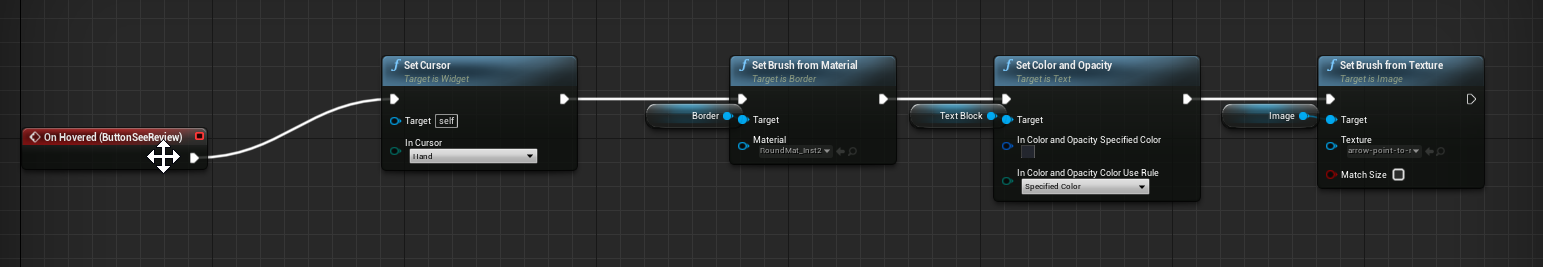 On Hovered (ButtonSeeReview)
Set Cursor
Target is Widget
Target
self
In Cursor
Hand
Border
Set Brush from Material
Target is Border
Target
Material
RoundMat_Inst2
Text Block
Set Color and Opacity
Target is Text
Target
In Color and Opacity Specified Color
In Color and Opacity Color Use Rule
Specified Color
Image
Set Brush from Texture
Target is Image
Target
Texture
arrow-point-to-r
Match Size